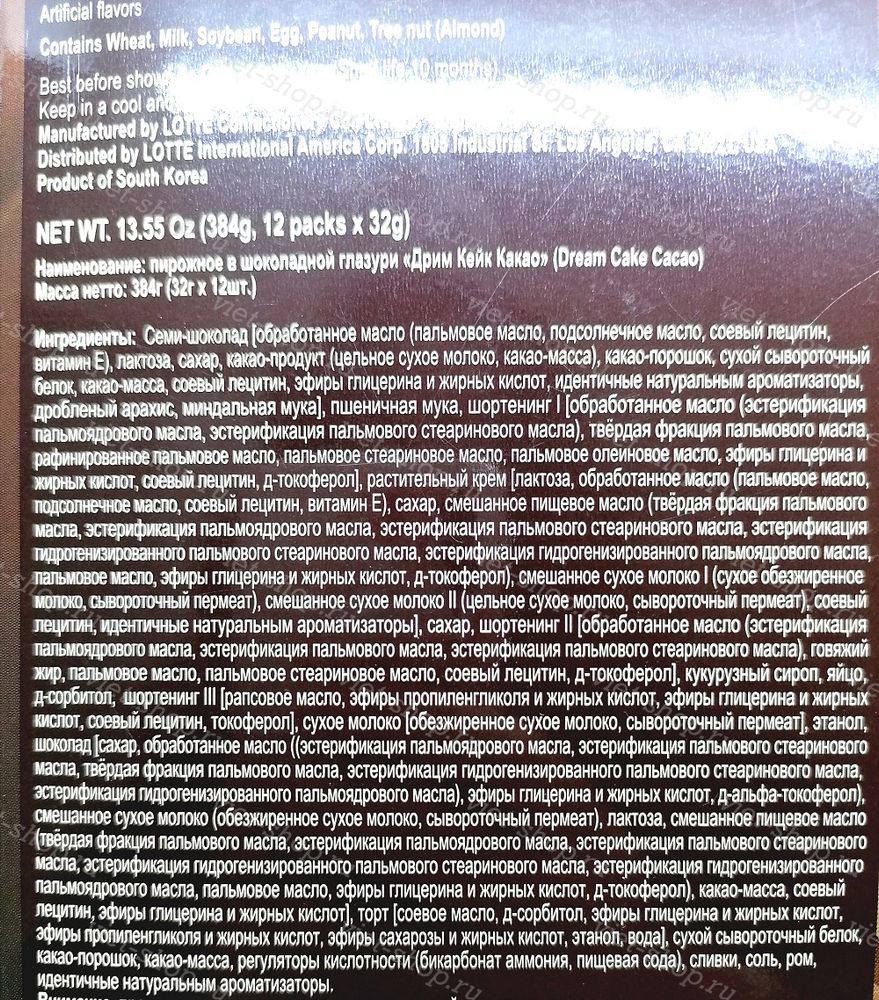 Artificial flavors
Contains Wheat, Milk, Soybean, Egg, Peanut, Tree nut (Almond)
Best before show
Keep in a cool and
Manufactured by LOTTE
Distributed by LOTTE International America Corp. Industrial St. Los Angeles,
Product of South Korea
NET WT. 13.55 Oz (384g, 12 packs x 32g)
Наименование: пирожное в шоколадной глазури «Дрим Кейк Какао» (Dream Cake Cacao)
Масса нетто: 384г (32г х 12шт.)
Ингредиенты: Семи-шоколад [обработанное масло (пальмовое масло, подсолнечное масло, соевый лецитин,
витамин Е), лактоза, сахар, какао-продукт (цельное сухое молоко, какао-масса), какао-порошок, сухой сывороточный
белок, какао-масса, соевый лецитин, эфиры глицерина и жирных кислот, идентичные натуральным ароматизаторы,
дробленый арахис, миндальная мука], пшеничная мука, шортенинг I [обработанное масло (эстерификация
пальмоядрового масла, эстерификация пальмового стеаринового масла), твёрдая фракция пальмового масла,
рафинированное пальмовое масло, пальмовое стеариновое масло, пальмовое олеиновое масло, эфиры глицерина и
жирных кислот, соевый лецитин, д-токоферол], растительный крем [лактоза, обработанное масло (пальмовое масло,
подсолнечное масло, соевый лецитин, витамин Е), сахар, смешанное пищевое масло (твёрдая фракция пальмового
масла, эстерификация пальмоядрового масла, эстерификация пальмового стеаринового масла, эстерификация
гидрогенизированного пальмового стеаринового масла, эстерификация гидрогенизированного пальмоядрового масла,
пальмовое масло, эфиры глицерина и жирных кислот, д-токоферол), смешанное сухое молоко I (сухое обезжиренное
молоко, сывороточный пермеат), смешанное сухое молоко II (цельное сухое молоко, сывороточный пермеат), соевый
лецитин, идентичные натуральным ароматизаторы], сахар, шортенинг II [обработанное масло (эстерификация
пальмоядрового масла, эстерификация пальмового масла, эстерификация пальмового стеаринового масла), говяжий
жир, пальмовое масло, пальмовое стеариновое масло, соевый лецитин, д-токоферол], кукурузный сироп, яйцо,
д-сорбитол, шортенинг III [рапсовое масло, эфиры пропиленгликоля и жирных кислот, эфиры глицерина и жирных
кислот, соевый лецитин, токоферол], сухое молоко [обезжиренное сухое молоко, сывороточный пермеат], этанол,
шоколад [сахар, обработанное масло ((эстерификация пальмоядрового масла, эстерификация пальмового стеаринового
масла, твёрдая фракция пальмового масла, эстерификация гидрогенизированного пальмового стеаринового масла,
эстерификация гидрогенизированного пальмоядрового масла), эфиры глицерина и жирных кислот, д-альфа-токоферол),
смешанное сухое молоко (обезжиренное сухое молоко, сывороточный пермеат), лактоза, смешанное пищевое масло
(твёрдая фракция пальмового масла, эстерификация пальмоядрового масла, эстерификация пальмового стеаринового
масла, эстерификация гидрогенизированного пальмового стеаринового масла, эстерификация гидрогенизированного
пальмоядрового масла, пальмовое масло, эфиры глицерина и жирных кислот, д-токоферол), какао-масса, соевый
лецитин, эфиры глицерина и жирных кислот], торт [соевое масло, д-сорбитол, эфиры глицерина и жирных кислот,
эфиры пропиленгликоля и жирных кислот, эфиры сахарозы и жирных кислот, этанол, вода], сухой сывороточный белок,
какао-порошок, какао-масса, регуляторы кислотности (бикарбонат аммония, пищевая сода), сливки, соль, ром,
идентичные натуральным ароматизаторы.